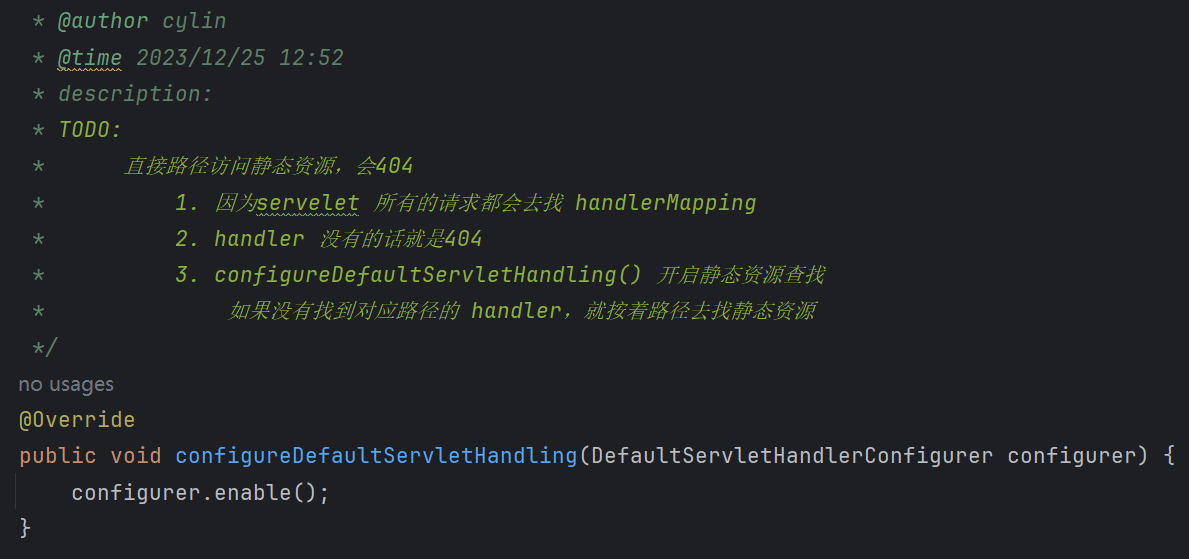 * @author cylin
* @time 2023/12/25 12:52
* description:
* TODO:
*      直接路径访问静态资源，会404
*          1. 因为servelet 所有的请求都会去找 handlerMapping
*          2. handler 没有的话就是404
*          3. configureDefaultServletHandling() 开启静态资源查找
*              如果没有找到对应路径的 handler，就按着路径去找静态资源
*/
no usages
@Override
public void configureDefaultServletHandling(DefaultServletHandlerConfigurer configurer) {
    configurer.enable();
}